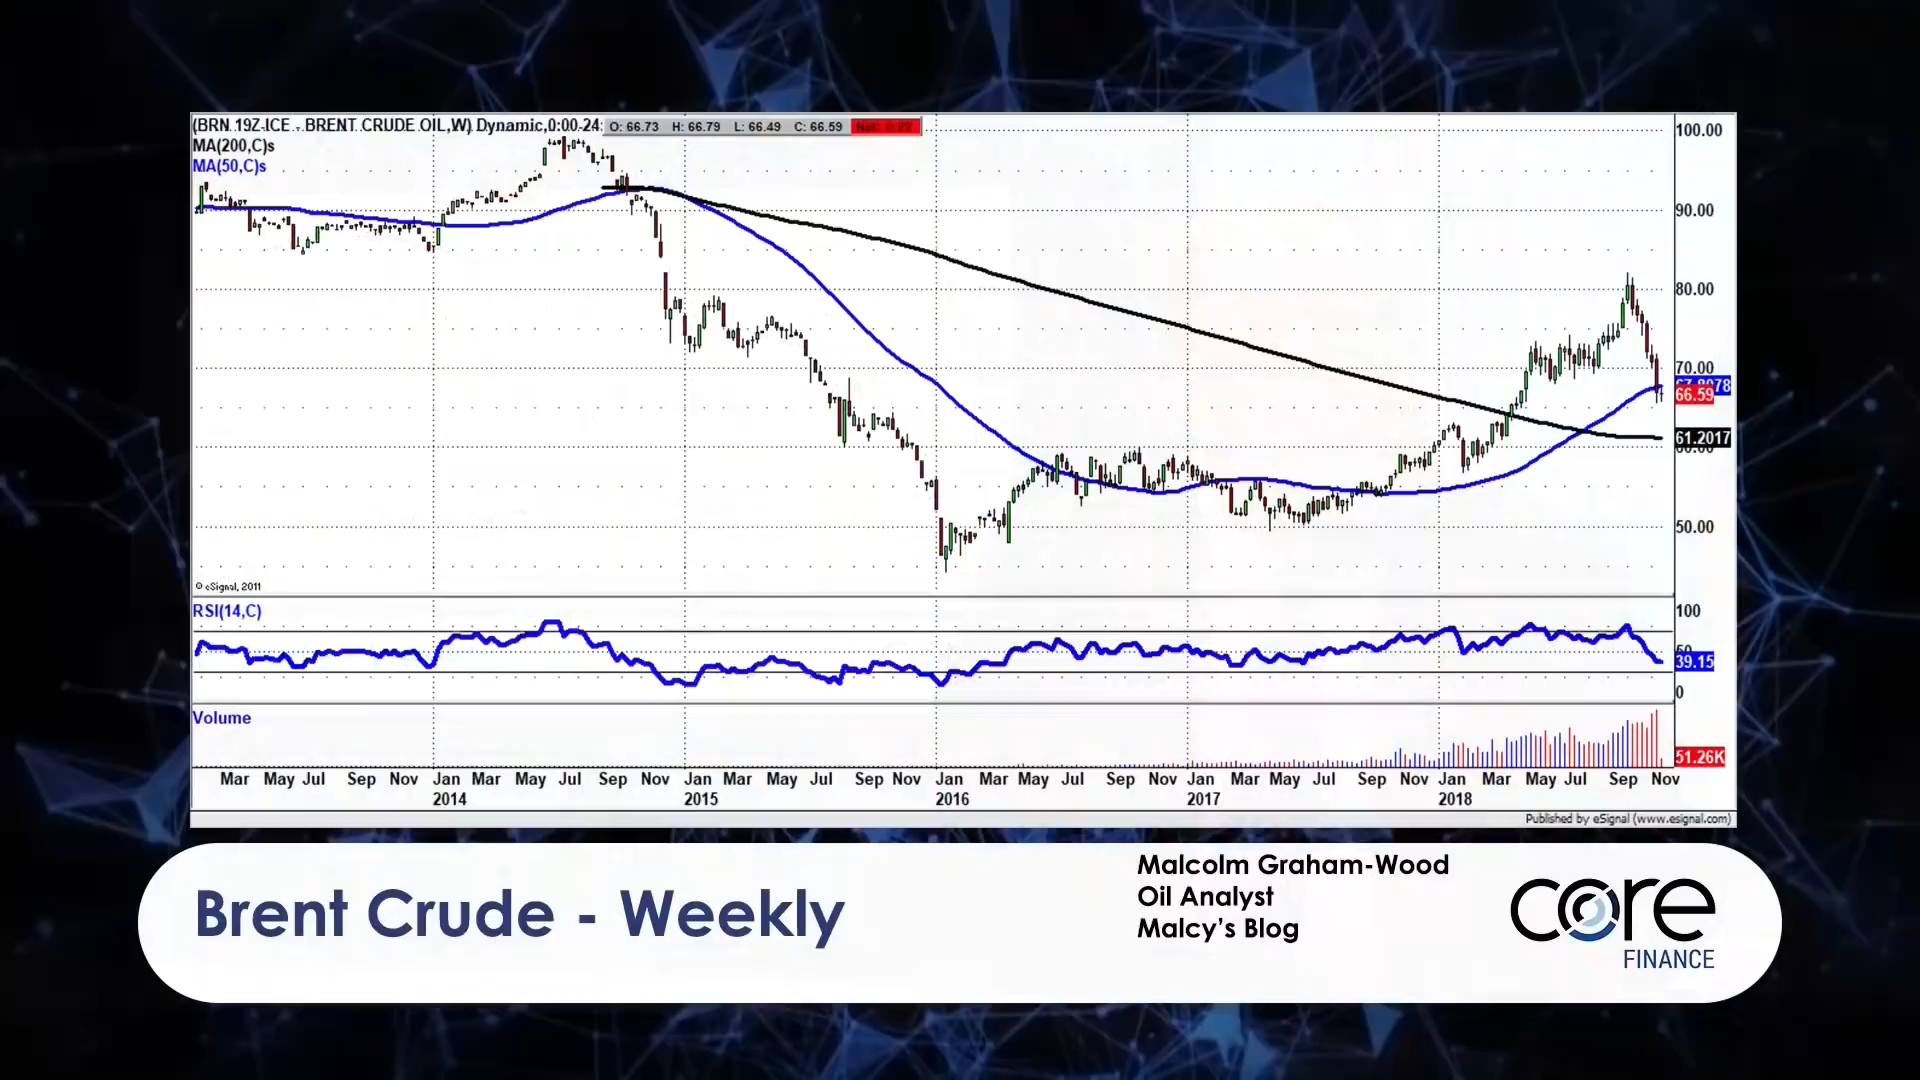 (BRN 19Z-ICE - BRENT CRUDE OIL,W) Dynamic,0:00-24: O: 66.73 H: 66.79 L: 66.49 C: 66.59
MA(200,C)s
MA(50,C)s
100.00
90.00
80.00
70.00
66.59
61.2017
60.00
50.00
© eSignal, 2011
RSI(14,C)
100
50
39.15
0
Volume
51.26K
Mar May Jul Sep Nov Jan Mar May Jul Sep Nov Jan Mar May Jul Sep Nov Jan Mar May Jul Sep Nov Jan Mar May Jul Sep Nov Jan Mar May Jul Sep Nov
2014 2015 2016 2017 2018
Published by eSignal (www.esignal.com)
Brent Crude - Weekly
Malcolm Graham-Wood
Oil Analyst
Malcy's Blog
core
FINANCE